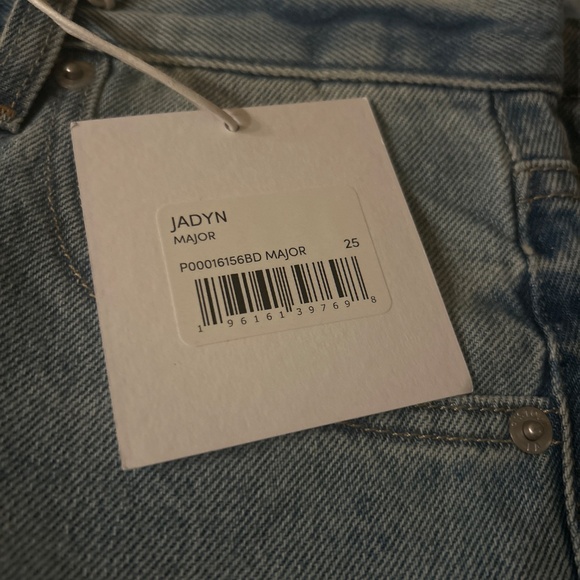 JADYN
MAJOR
P00016156BD MAJOR 25
1 96161 39769 8